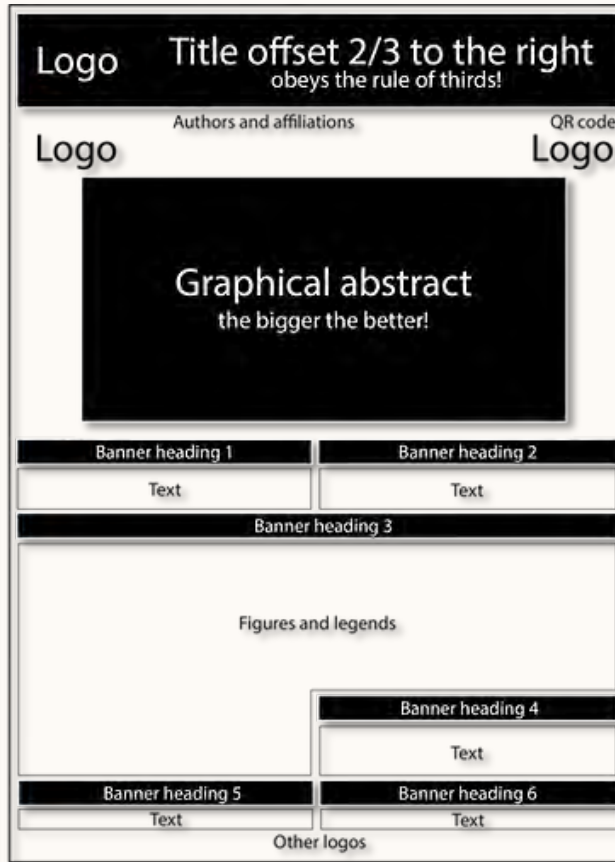 Logo
Title offset 2/3 to the right
obeys the rule of thirds!
Authors and affiliations
QR code
Logo
Logo
Graphical abstract
the bigger the better!
Banner heading 1
Banner heading 2
Text
Text
Banner heading 3
Figures and legends
Banner heading 4
Text
Banner heading 5
Banner heading 6
Text
Text
Other logos